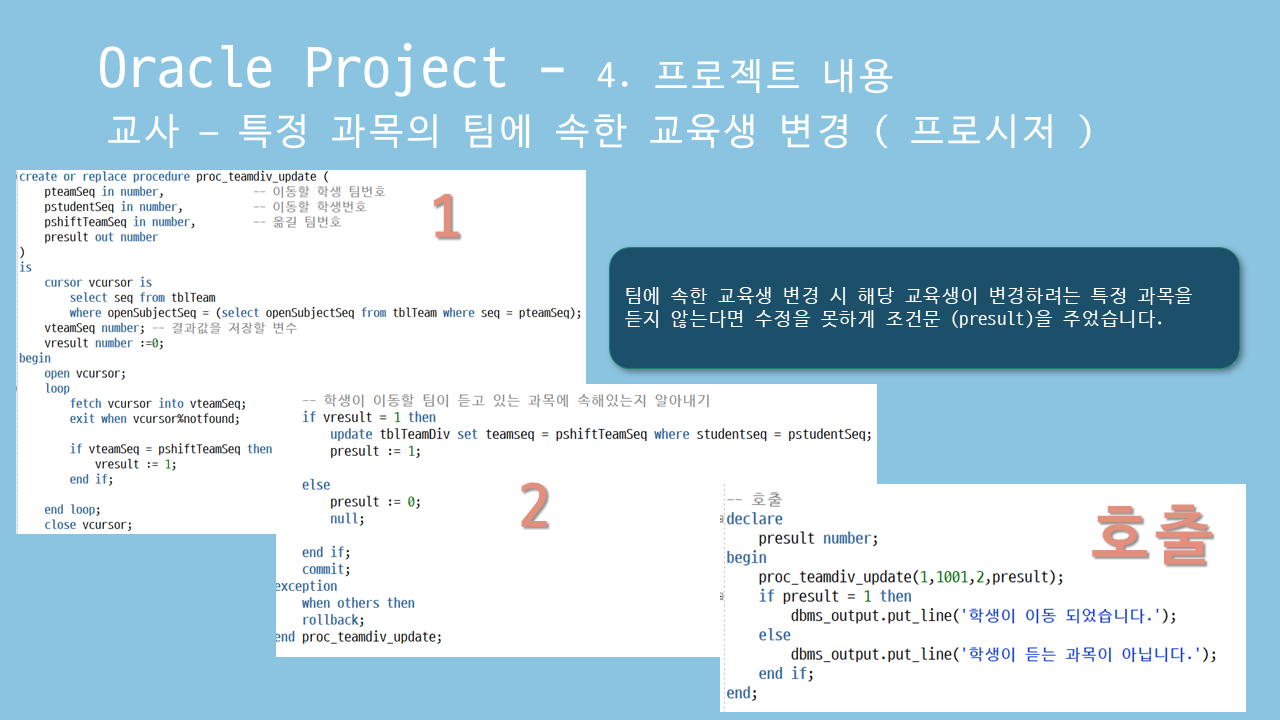 Oracle Project - 4. 프로젝트 내용
교사 – 특정 과목의 팀에 속한 교육생 변경 ( 프로시저 )
create or replace procedure proc_teamdiv_update (
    pteamSeq in number,              -- 이동할 학생 팀번호
    pstudentSeq in number,           -- 이동할 학생번호
    pshiftTeamSeq in number,         -- 옮길 팀번호
    presult out number
)
is
    cursor vcursor is
        select seq from tblTeam
        where openSubjectSeq = (select openSubjectSeq from tblTeam where seq = pteamSeq);
    vteamSeq number; -- 결과값을 저장할 변수
    vresult number :=0;
begin
    open vcursor;
    loop
        fetch vcursor into vteamSeq;
        exit when vcursor%notfound;
        if vteamSeq = pshiftTeamSeq then
            vresult := 1;
        end if;
    end loop;
    close vcursor;
1
팀에 속한 교육생 변경 시 해당 교육생이 변경하려는 특정 과목을
듣지 않는다면 수정을 못하게 조건문 (presult)을 주었습니다.
    -- 학생이 이동할 팀이 듣고 있는 과목에 속해있는지 알아내기
    if vresult = 1 then
        update tblTeamDiv set teamseq = pshiftTeamSeq where studentseq = pstudentSeq;
        presult := 1;
    else
        presult := 0;
        null;
    end if;
    commit;
exception
    when others then
    rollback;
end proc_teamdiv_update;
2
-- 호출
declare
    presult number;
begin
    proc_teamdiv_update(1,1001,2,presult);
    if presult = 1 then
        dbms_output.put_line('학생이 이동 되었습니다.');
    else
        dbms_output.put_line('학생이 듣는 과목이 아닙니다.');
    end if;
end;
호출